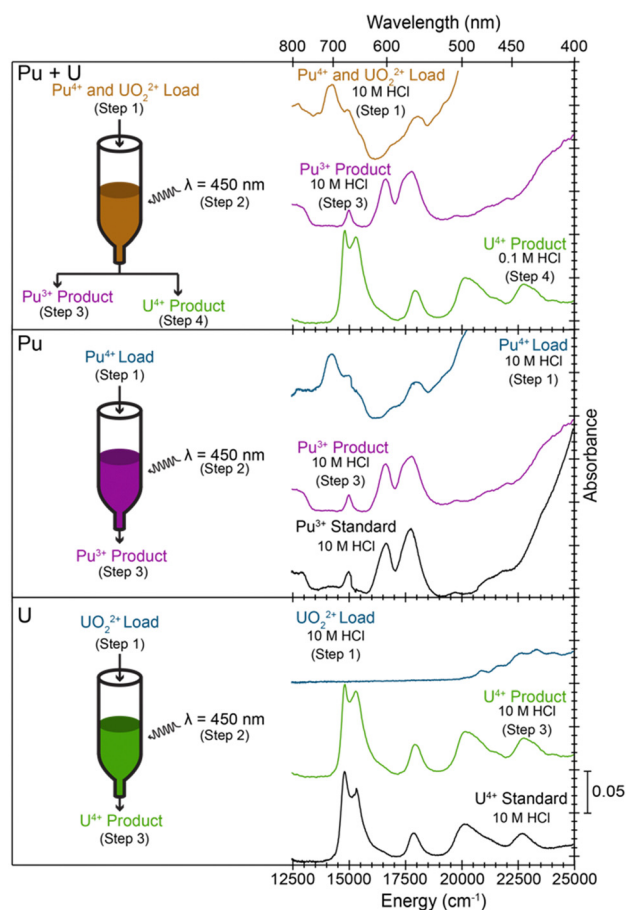 Wavelength (nm)
800 700 600 500 450 400
Pu + U
Pu⁴⁺ and UO₂²⁺ Load
(Step 1)
λ = 450 nm
(Step 2)
Pu³⁺ Product
(Step 3)
U⁴⁺ Product
(Step 4)
Pu⁴⁺ and UO₂²⁺ Load
10 M HCl
(Step 1)
Pu³⁺ Product
10 M HCl
(Step 3)
U⁴⁺ Product
0.1 M HCl
(Step 4)
Pu
Pu⁴⁺ Load
(Step 1)
λ = 450 nm
(Step 2)
Pu³⁺ Product
(Step 3)
Pu⁴⁺ Load
10 M HCl
(Step 1)
Pu³⁺ Product
10 M HCl
(Step 3)
Pu³⁺ Standard
10 M HCl
Absorbance
U
UO₂²⁺ Load
(Step 1)
λ = 450 nm
(Step 2)
U⁴⁺ Product
(Step 3)
UO₂²⁺ Load
10 M HCl
(Step 1)
U⁴⁺ Product
10 M HCl
(Step 3)
0.05
U⁴⁺ Standard
10 M HCl
12500 15000 17500 20000 22500 25000
Energy (cm⁻¹)